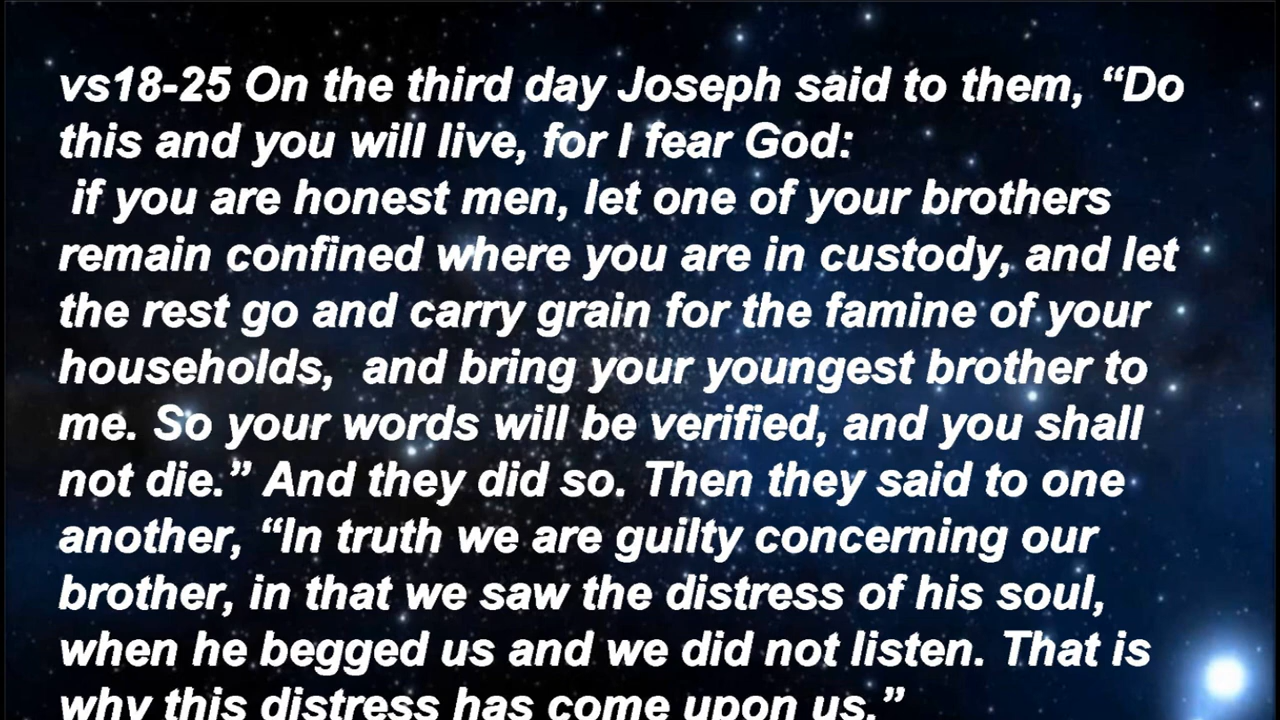 vs18-25 On the third day Joseph said to them, “Do
this and you will live, for I fear God:
if you are honest men, let one of your brothers
remain confined where you are in custody, and let
the rest go and carry grain for the famine of your
households,  and bring your youngest brother to
me. So your words will be verified, and you shall
not die.” And they did so. Then they said to one
another, “In truth we are guilty concerning our
brother, in that we saw the distress of his soul,
when he begged us and we did not listen. That is
why this distress has come upon us.”